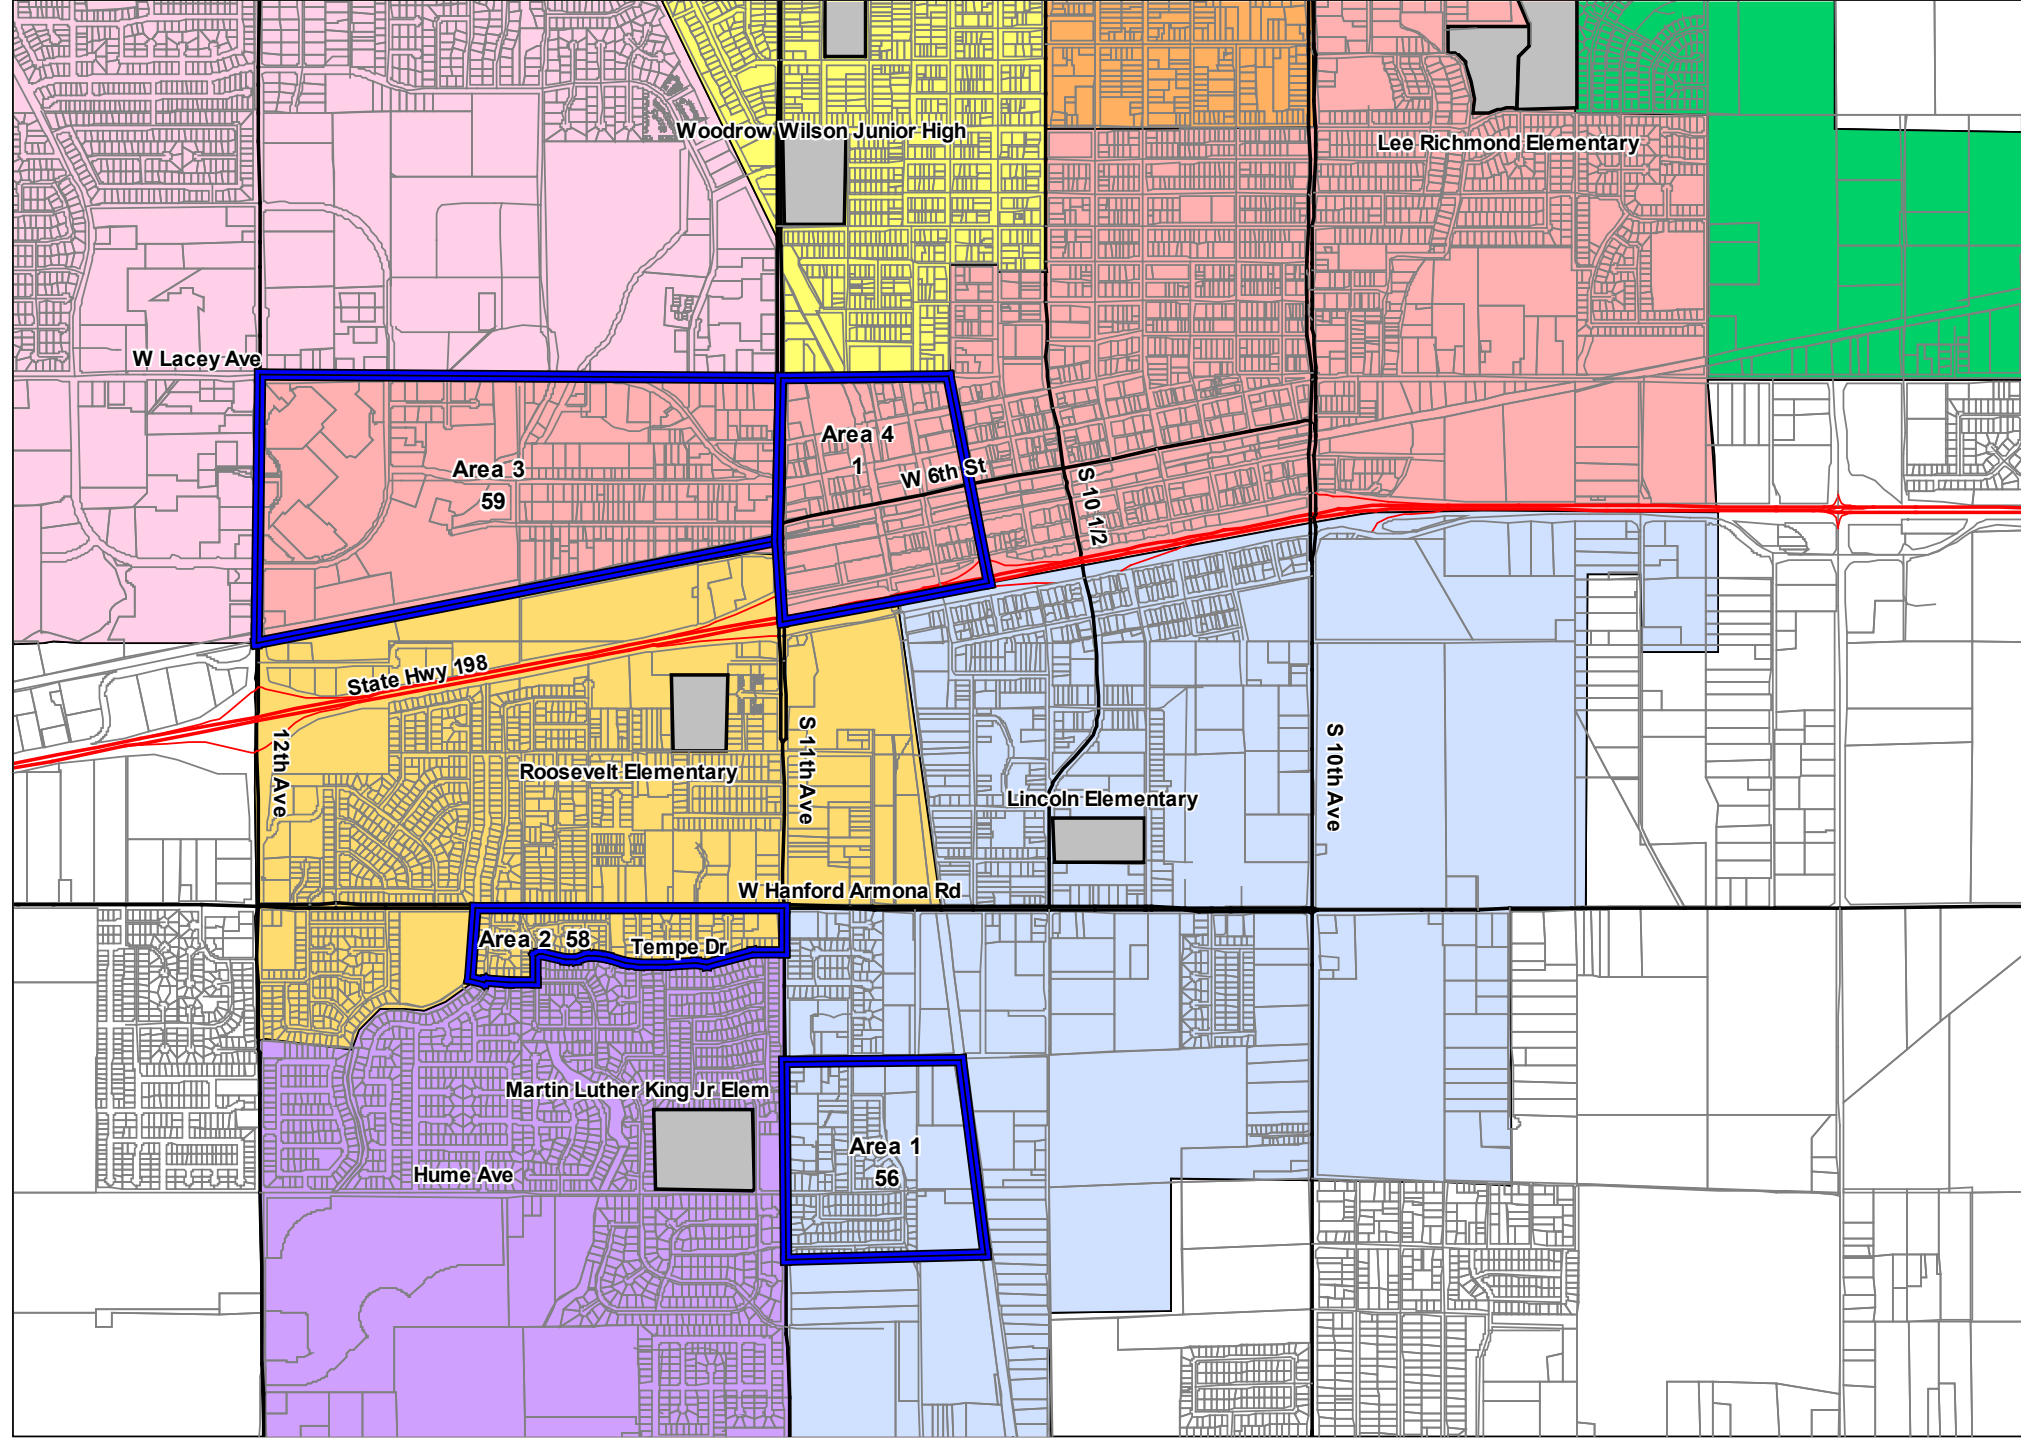 Woodrow Wilson Junior High
Lee Richmond Elementary
W Lacey Ave
Area 3
59
Area 4
1
W 6th St
S 10 1/2
State Hwy 198
12th Ave
Roosevelt Elementary
S 11th Ave
Lincoln Elementary
S 10th Ave
W Hanford Armona Rd
Area 2 58
Tempe Dr
Martin Luther King Jr Elem
Hume Ave
Area 1
56